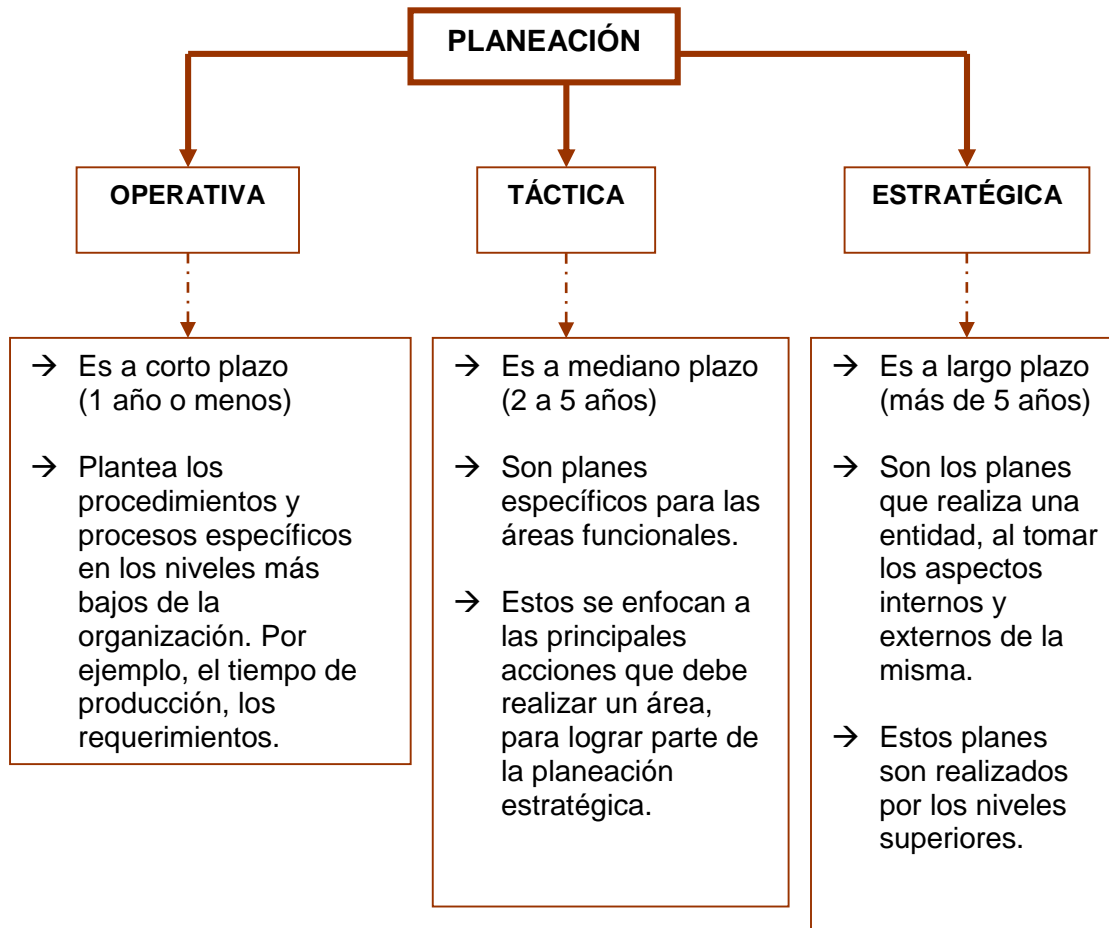 PLANEACIÓN
OPERATIVA
TÁCTICA
ESTRATÉGICA
→ Es a corto plazo
(1 año o menos)
→ Plantea los
procedimientos y
procesos específicos
en los niveles más
bajos de la
organización. Por
ejemplo, el tiempo de
producción, los
requerimientos.
→ Es a mediano plazo
(2 a 5 años)
→ Son planes
específicos para las
áreas funcionales.
→ Estos se enfocan a
las principales
acciones que debe
realizar un área,
para lograr parte de
la planeación
estratégica.
→ Es a largo plazo
(más de 5 años)
→ Son los planes
que realiza una
entidad, al tomar
los aspectos
internos y
externos de la
misma.
→ Estos planes
son realizados
por los niveles
superiores.